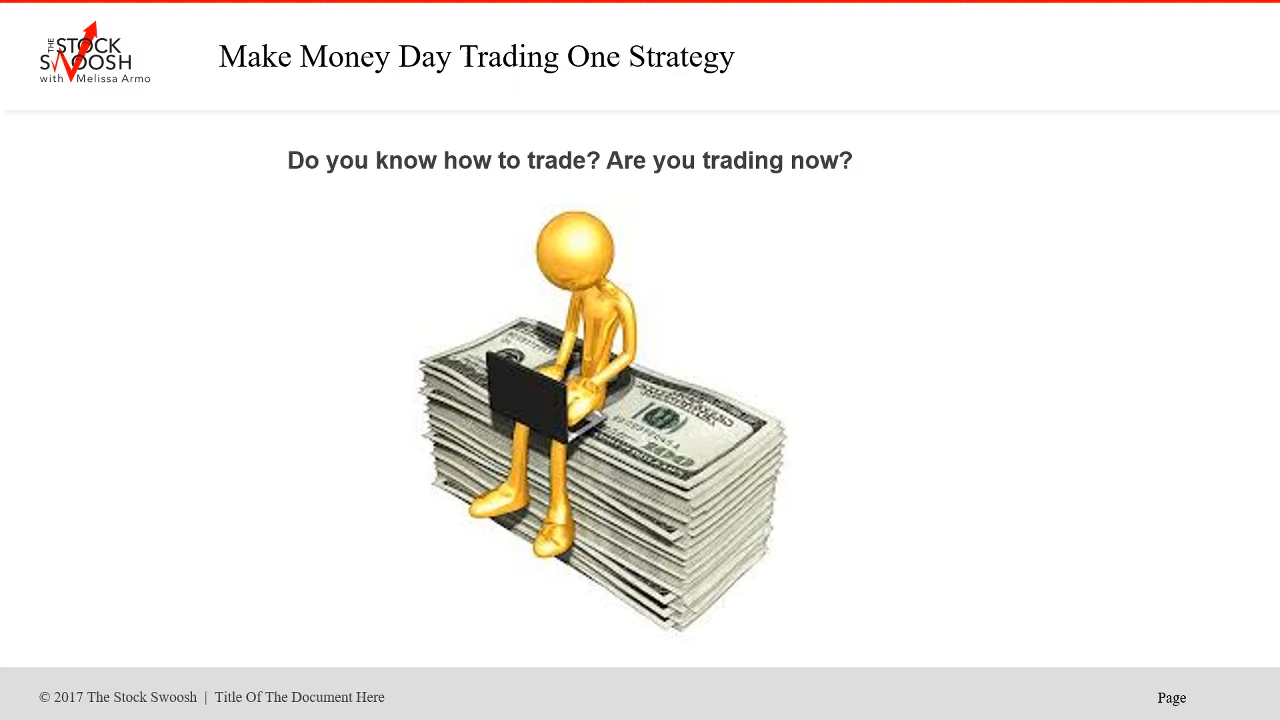 THE STOCK
SWOOSH
with Melissa Armo
Make Money Day Trading One Strategy
Do you know how to trade? Are you trading now?
100
© 2017 The Stock Swoosh | Title Of The Document Here
Page